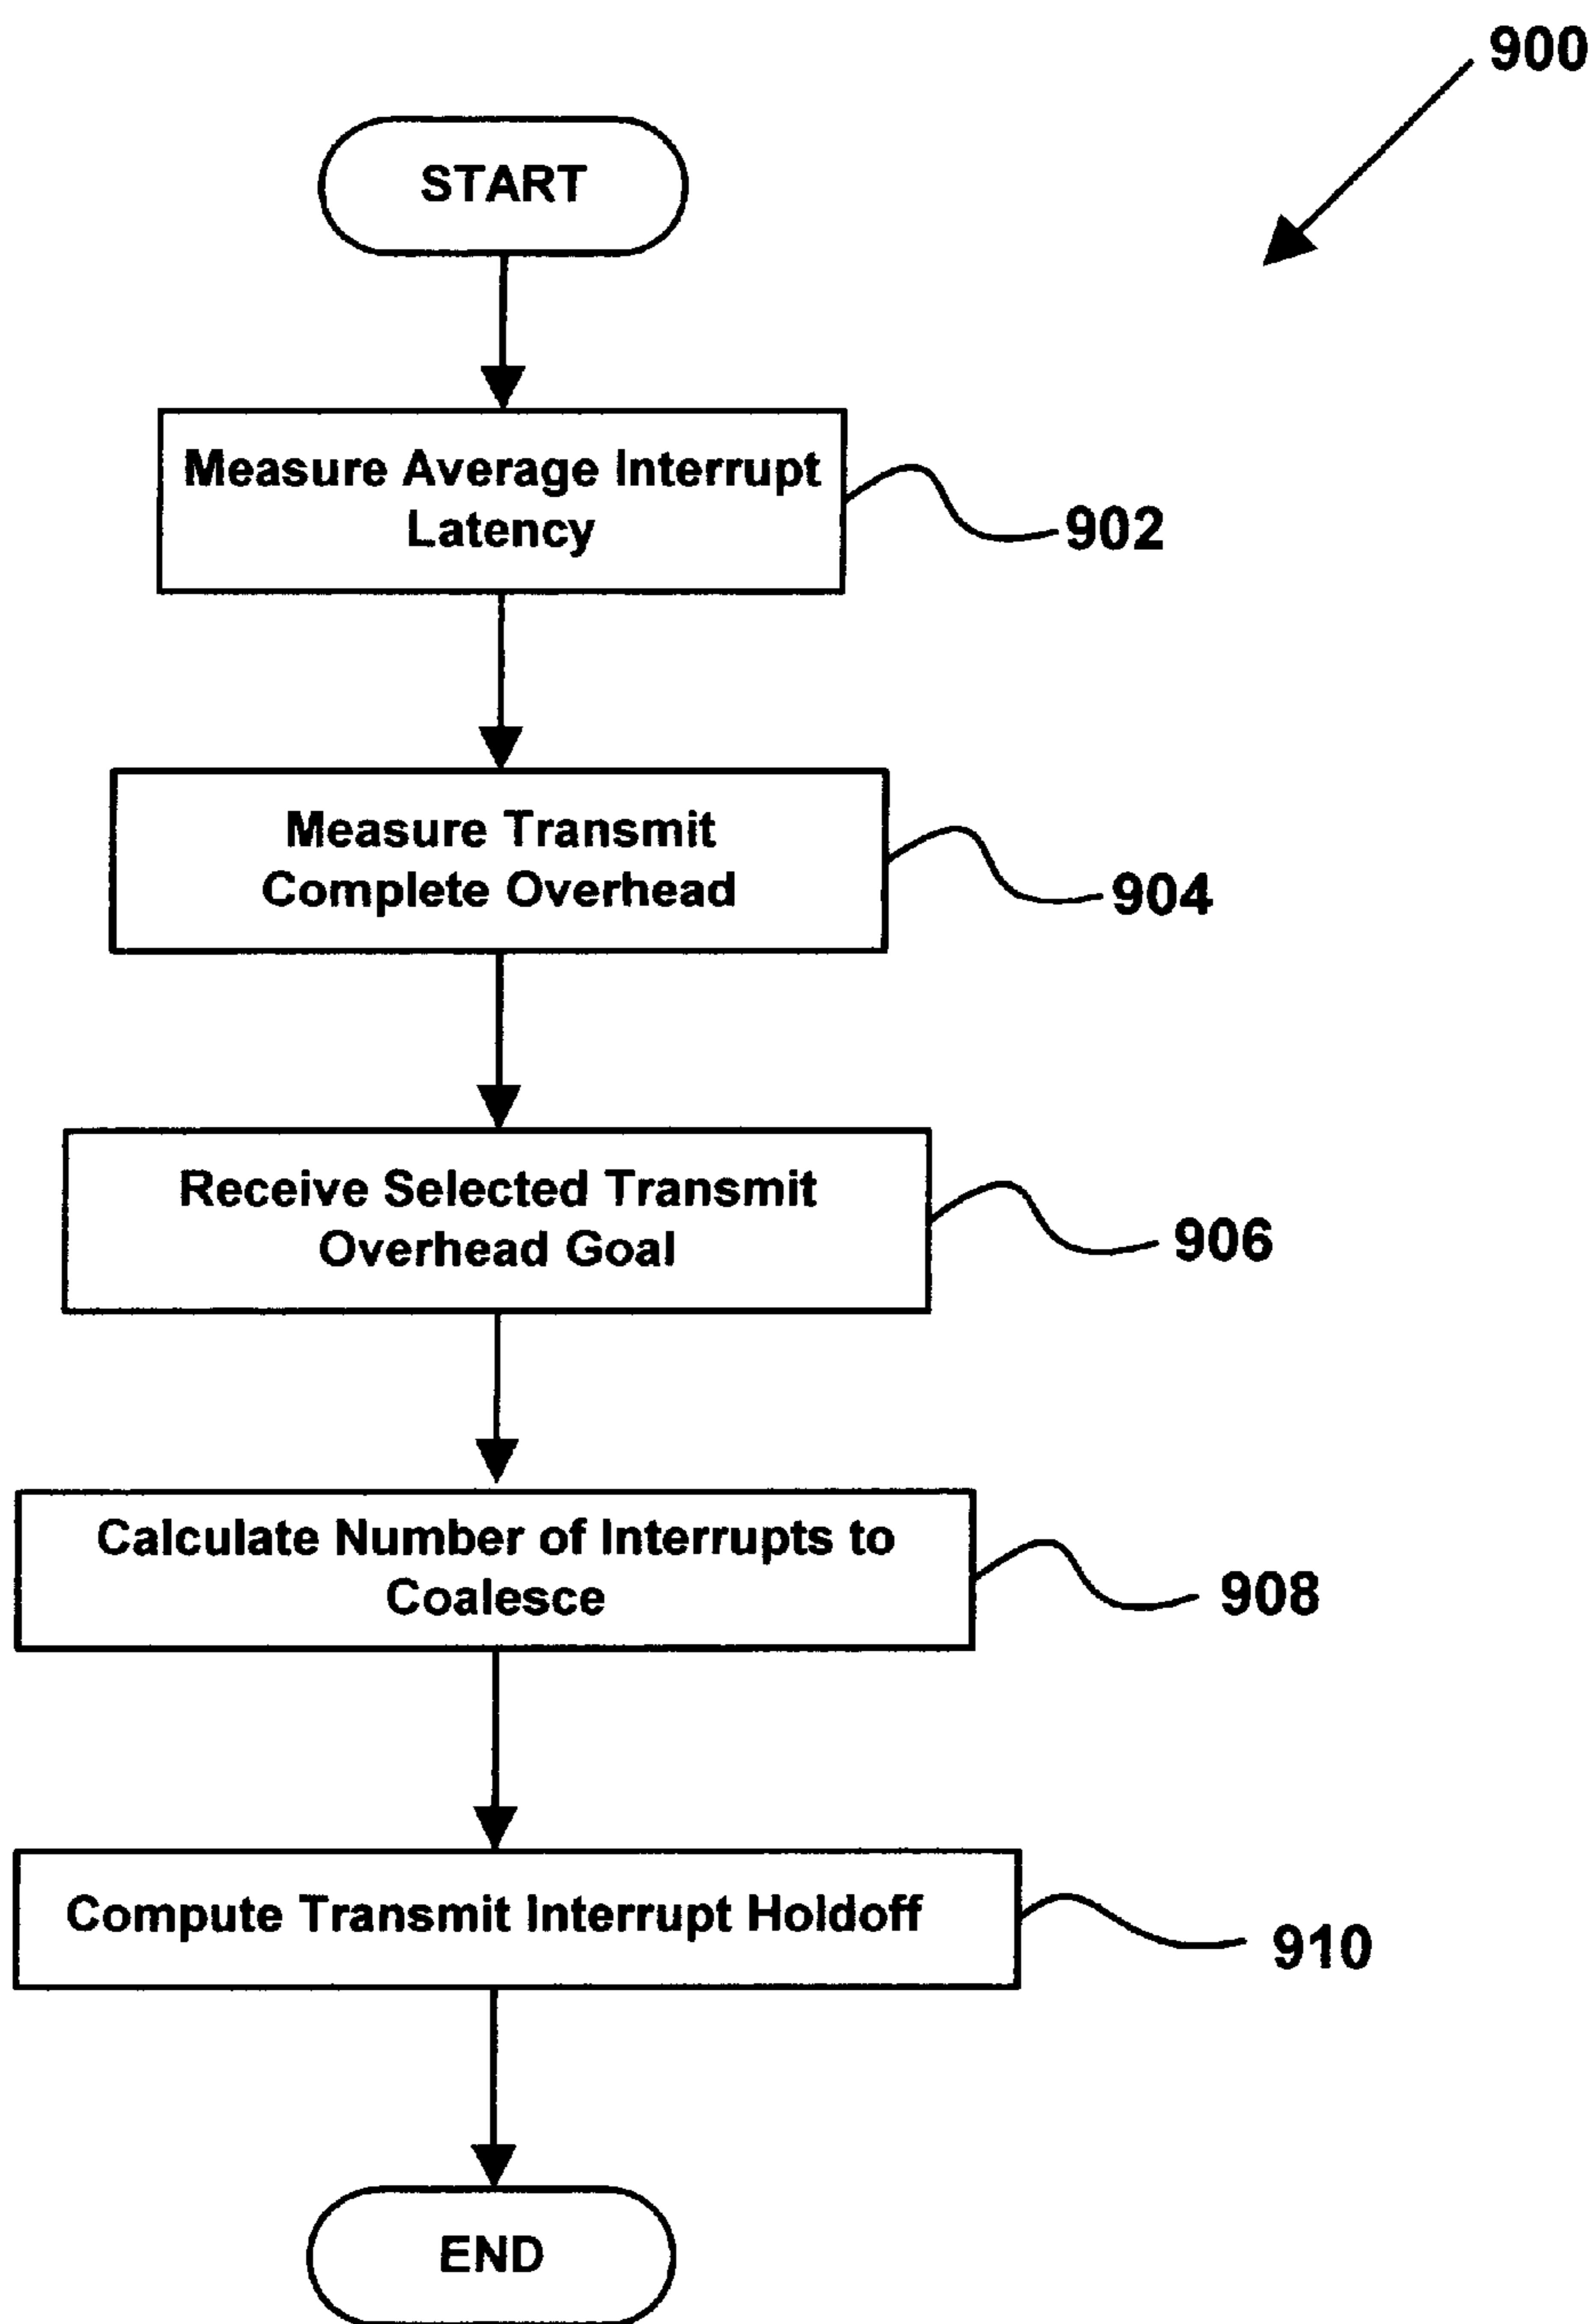 900
START
Measure Average Interrupt
Latency
902
Measure Transmit
Complete Overhead
904
Receive Selected Transmit
Overhead Goal
906
Calculate Number of Interrupts to
Coalesce
908
Compute Transmit Interrupt Holdoff
910
END